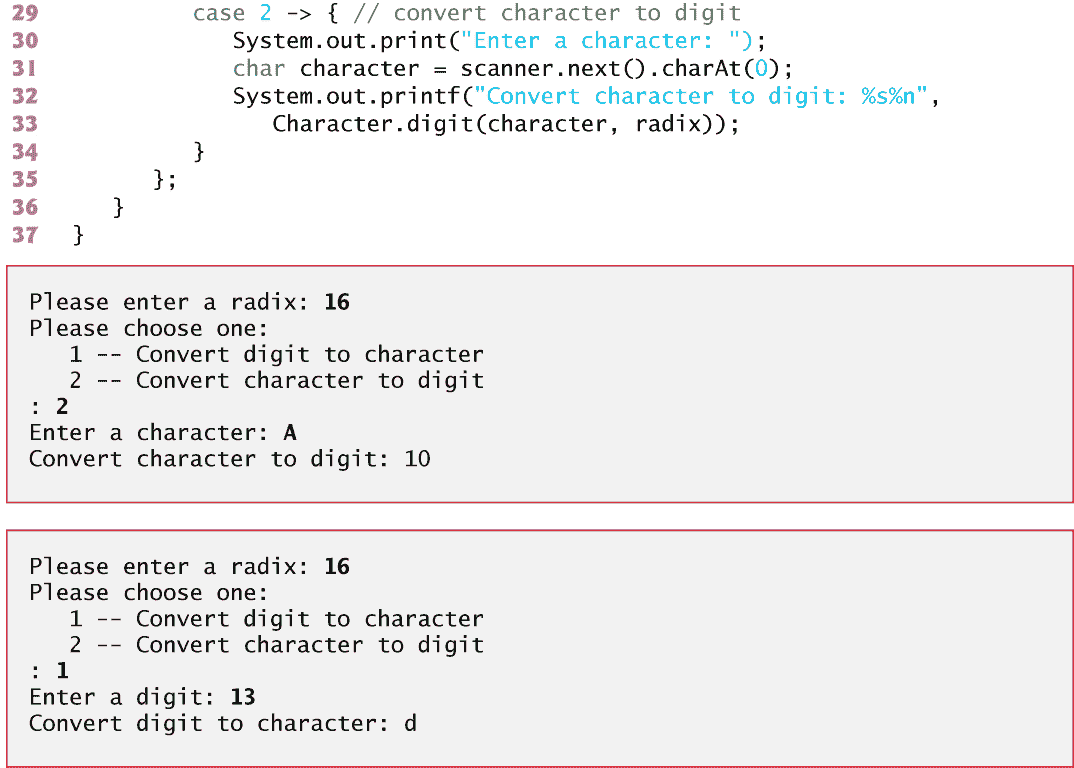 29 case 2 -> { // convert character to digit
30 System.out.print("Enter a character: ");
31 char character = scanner.next().charAt(0);
32 System.out.printf("Convert character to digit: %s%n",
33 Character.digit(character, radix));
34 }
35 };
36 }
37 }
Please enter a radix: 16
Please choose one:
1 -- Convert digit to character
2 -- Convert character to digit
: 2
Enter a character: A
Convert character to digit: 10
Please enter a radix: 16
Please choose one:
1 -- Convert digit to character
2 -- Convert character to digit
: 1
Enter a digit: 13
Convert digit to character: d